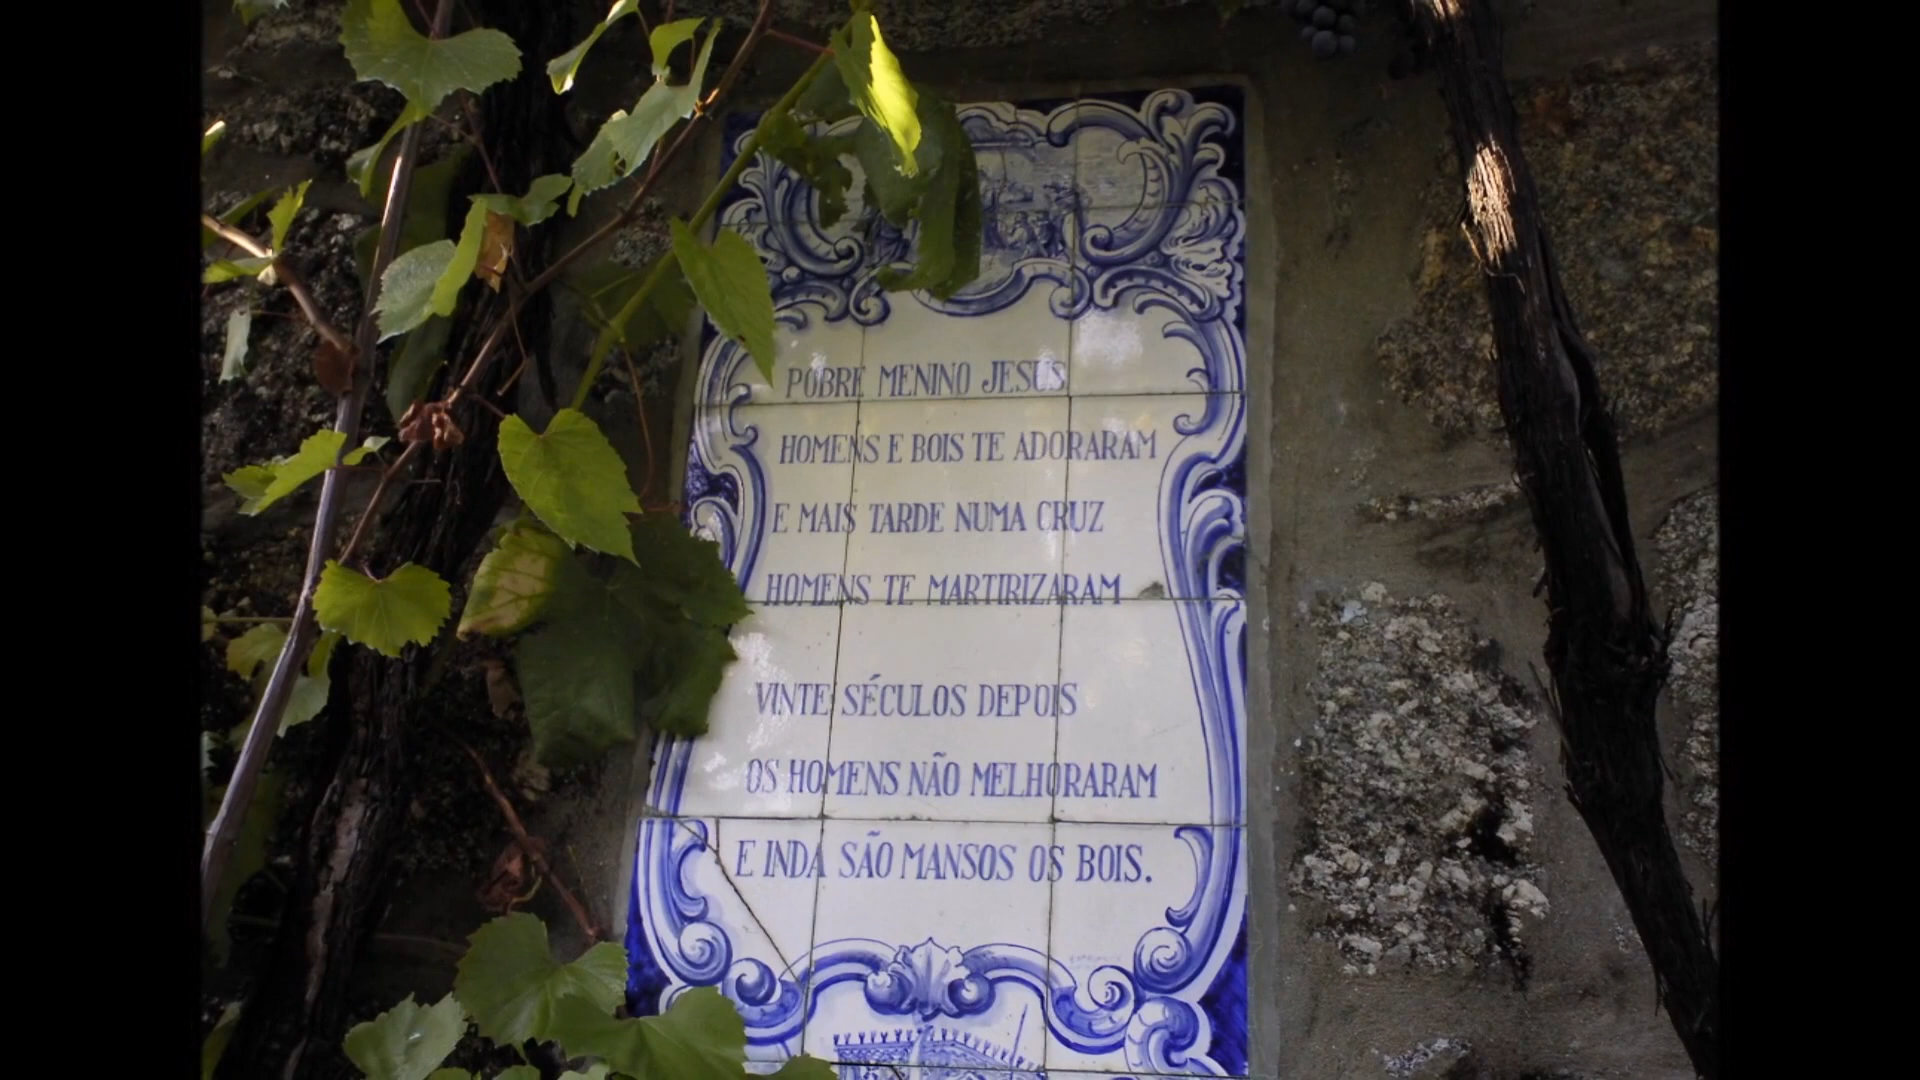 POBRE MENINO JESUS
HOMENS E BOIS TE ADORARAM
E MAIS TARDE NUMA CRUZ
HOMENS TE MARTIRIZARAM
VINTE SÉCULOS DEPOIS
OS HOMENS NÃO MELHORARAM
E INDA SÃO MANSOS OS BOIS.